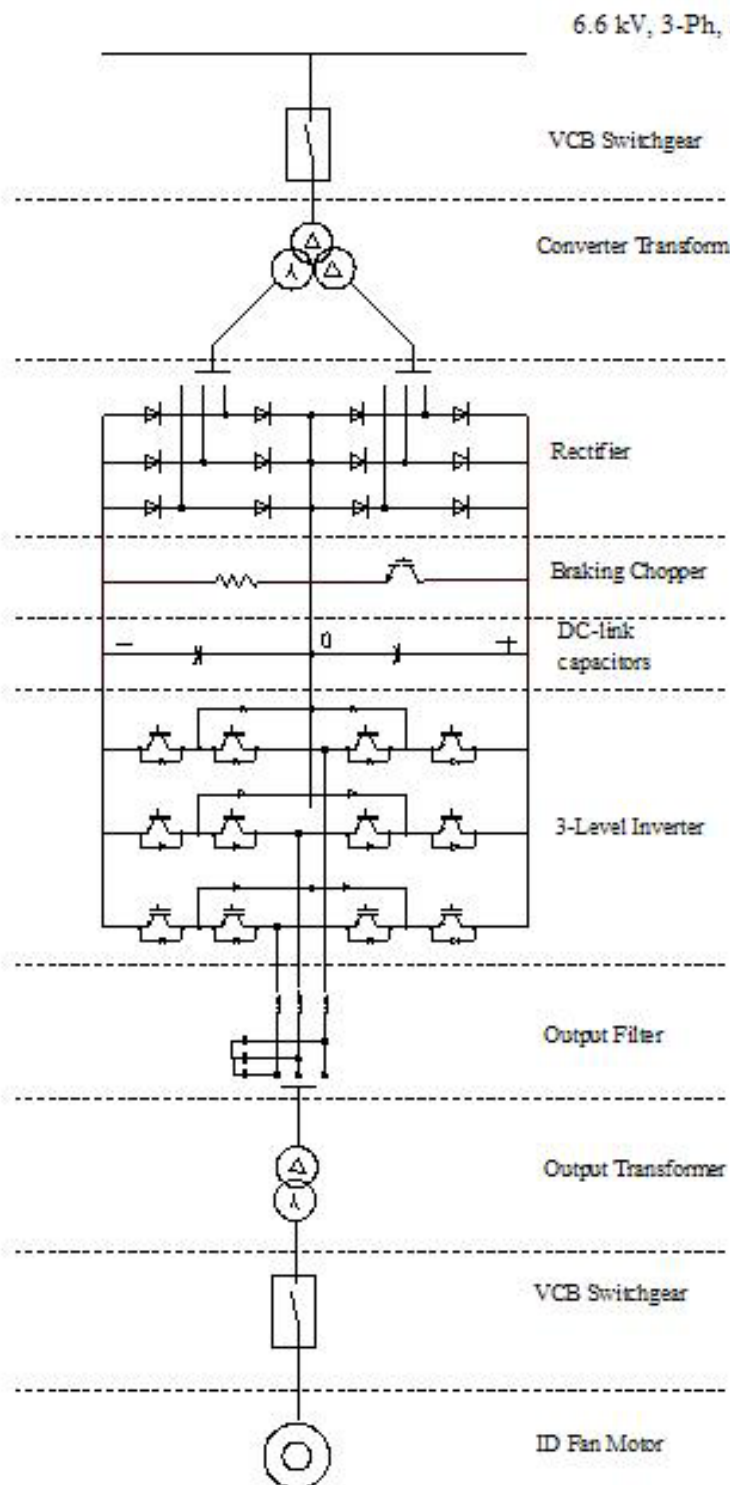 6.6 kV, 3-Ph,
VCB Switchgear
Converter Transform
Rectifier
Braking Chopper
DC-link
capacitors
0
3-Level Inverter
Output Filter
Output Transformer
VCB Switchgear
ID Fan Motor